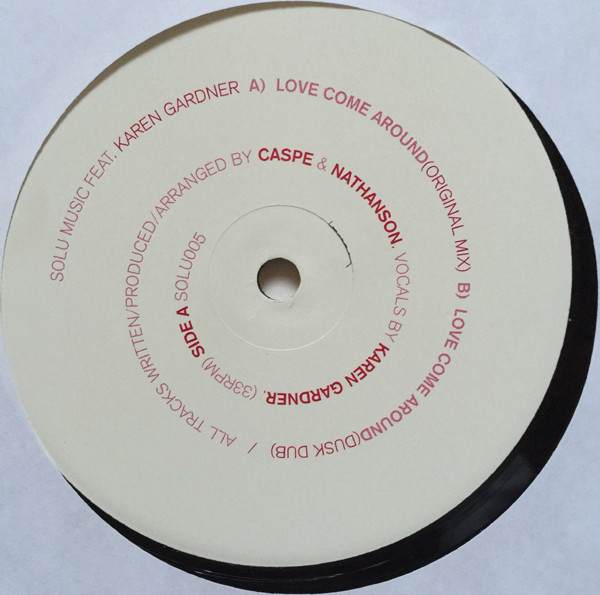 SOLU MUSIC FEAT. KAREN GARDNER A) LOVE COME AROUND(ORIGINAL MIX) B) LOVE COME AROUND(DUSK DUB) / ALL TRACKS WRITTEN/PRODUCED/ARRANGED BY CASPE & NATHANSON. VOCALS BY KAREN GARDNER. (33RPM) SIDE A SOLU005